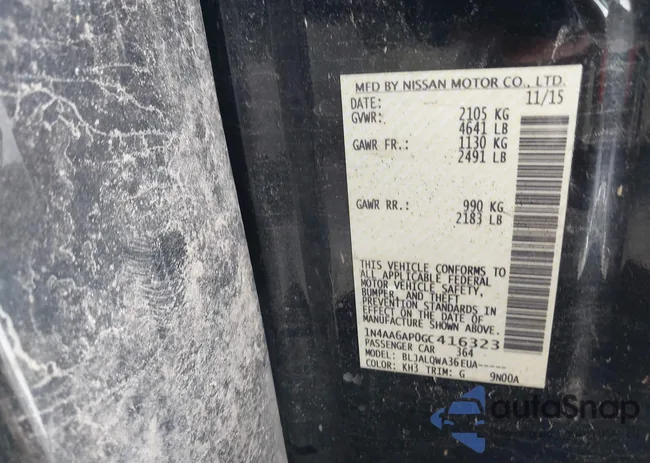 MFD BY NISSAN MOTOR CO., LTD.
DATE: 11/15
GVWR: 2105 KG
4641 LB
GAWR FR.: 1130 KG
2491 LB
GAWR RR.: 990 KG
2183 LB
THIS VEHICLE CONFORMS TO
ALL APPLICABLE FEDERAL
MOTOR VEHICLE SAFETY,
BUMPER, AND THEFT
PREVENTION STANDARDS IN
EFFECT ON THE DATE OF
MANUFACTURE SHOWN ABOVE.
1N4AA6AP0GC416323
PASSENGER CAR 364
MODEL: BLJALQWA36EUA-----
COLOR: KH3 TRIM: G 9N00A
autoSnap